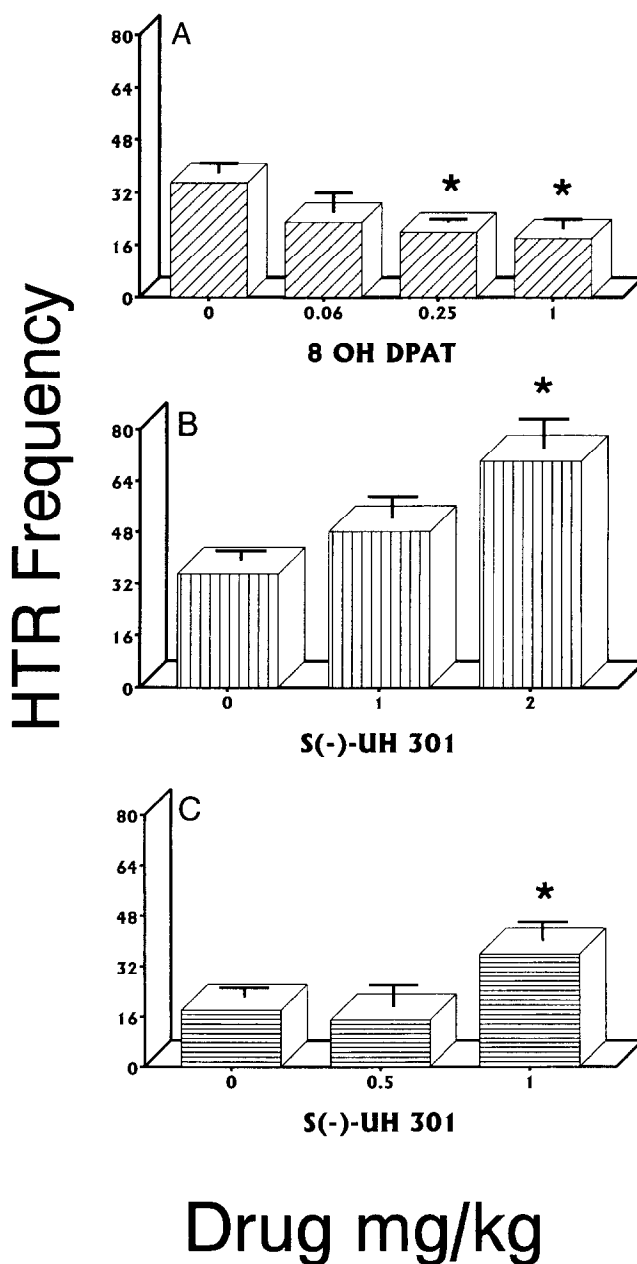 HTR Frequency
A
80
64
48
32
16
0
* *
0 0.06 0.25 1
8 OH DPAT
B
80
64
48
32
16
0
*
0 1 2
S(-)-UH 301
C
80
64
48
32
16
0
*
0 0.5 1
S(-)-UH 301
Drug mg/kg